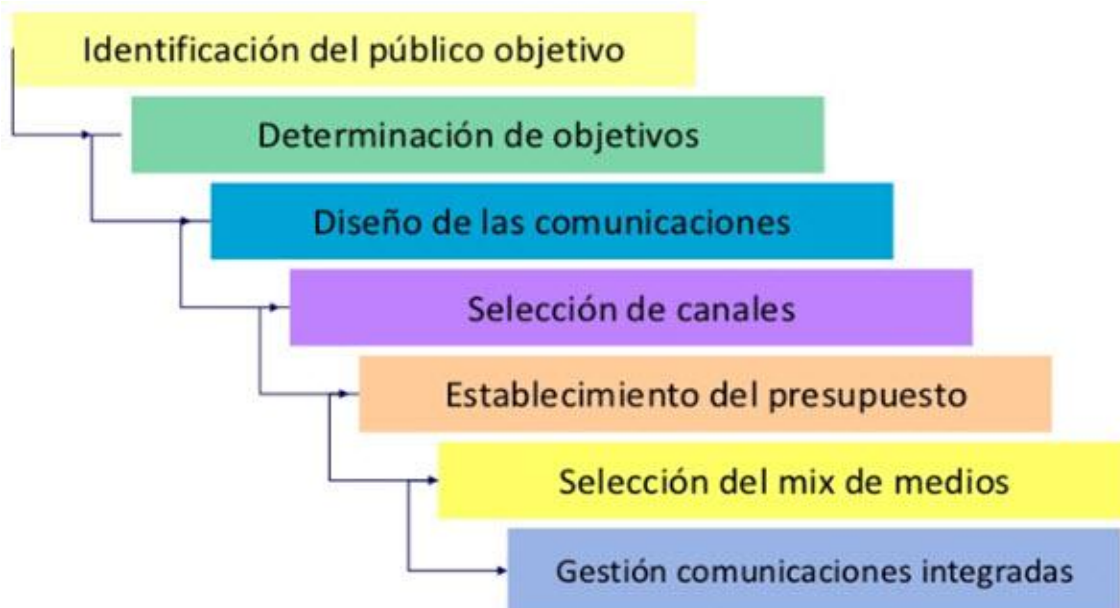 Identificación del público objetivo
Determinación de objetivos
Diseño de las comunicaciones
Selección de canales
Establecimiento del presupuesto
Selección del mix de medios
Gestión comunicaciones integradas